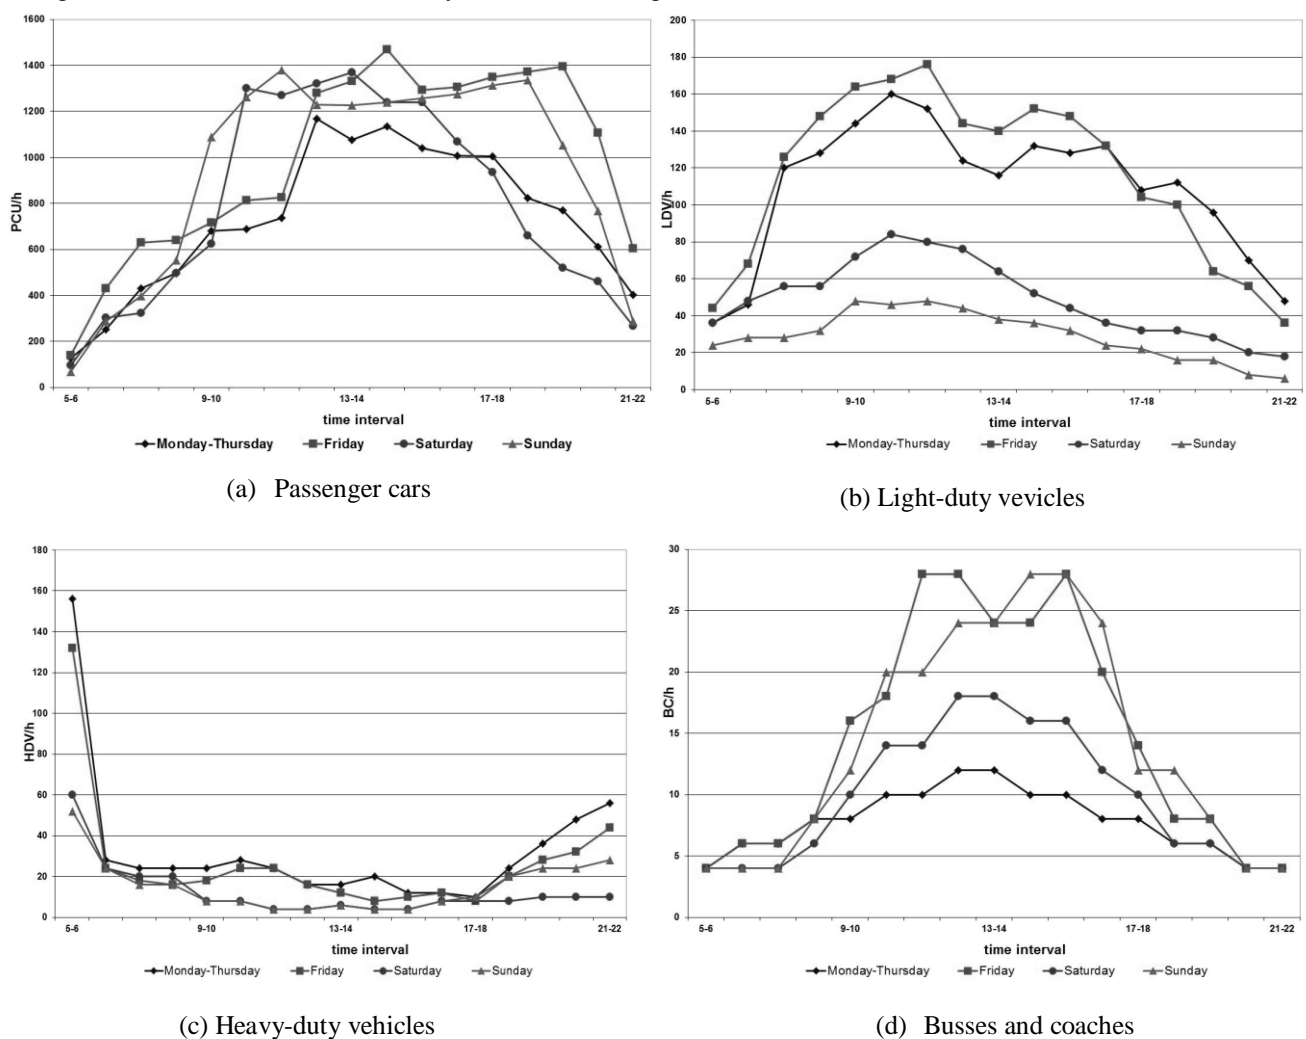 1600
1400
1200
1000
800
600
400
200
0
PCU/h
5-6 9-10 13-14 17-18 21-22
time interval
Monday-Thursday Friday Saturday Sunday
(a) Passenger cars
200
180
160
140
120
100
80
60
40
20
0
LDV/h
5-6 9-10 13-14 17-18 21-22
time interval
Monday-Thursday Friday Saturday Sunday
(b) Light-duty vevicles
180
160
140
120
100
80
60
40
20
0
HDV/h
5-6 9-10 13-14 17-18 21-22
time interval
Monday-Thursday Friday Saturday Sunday
(c) Heavy-duty vehicles
30
25
20
15
10
5
0
BC/h
5-6 9-10 13-14 17-18 21-22
time interval
Monday-Thursday Friday Saturday Sunday
(d) Busses and coaches